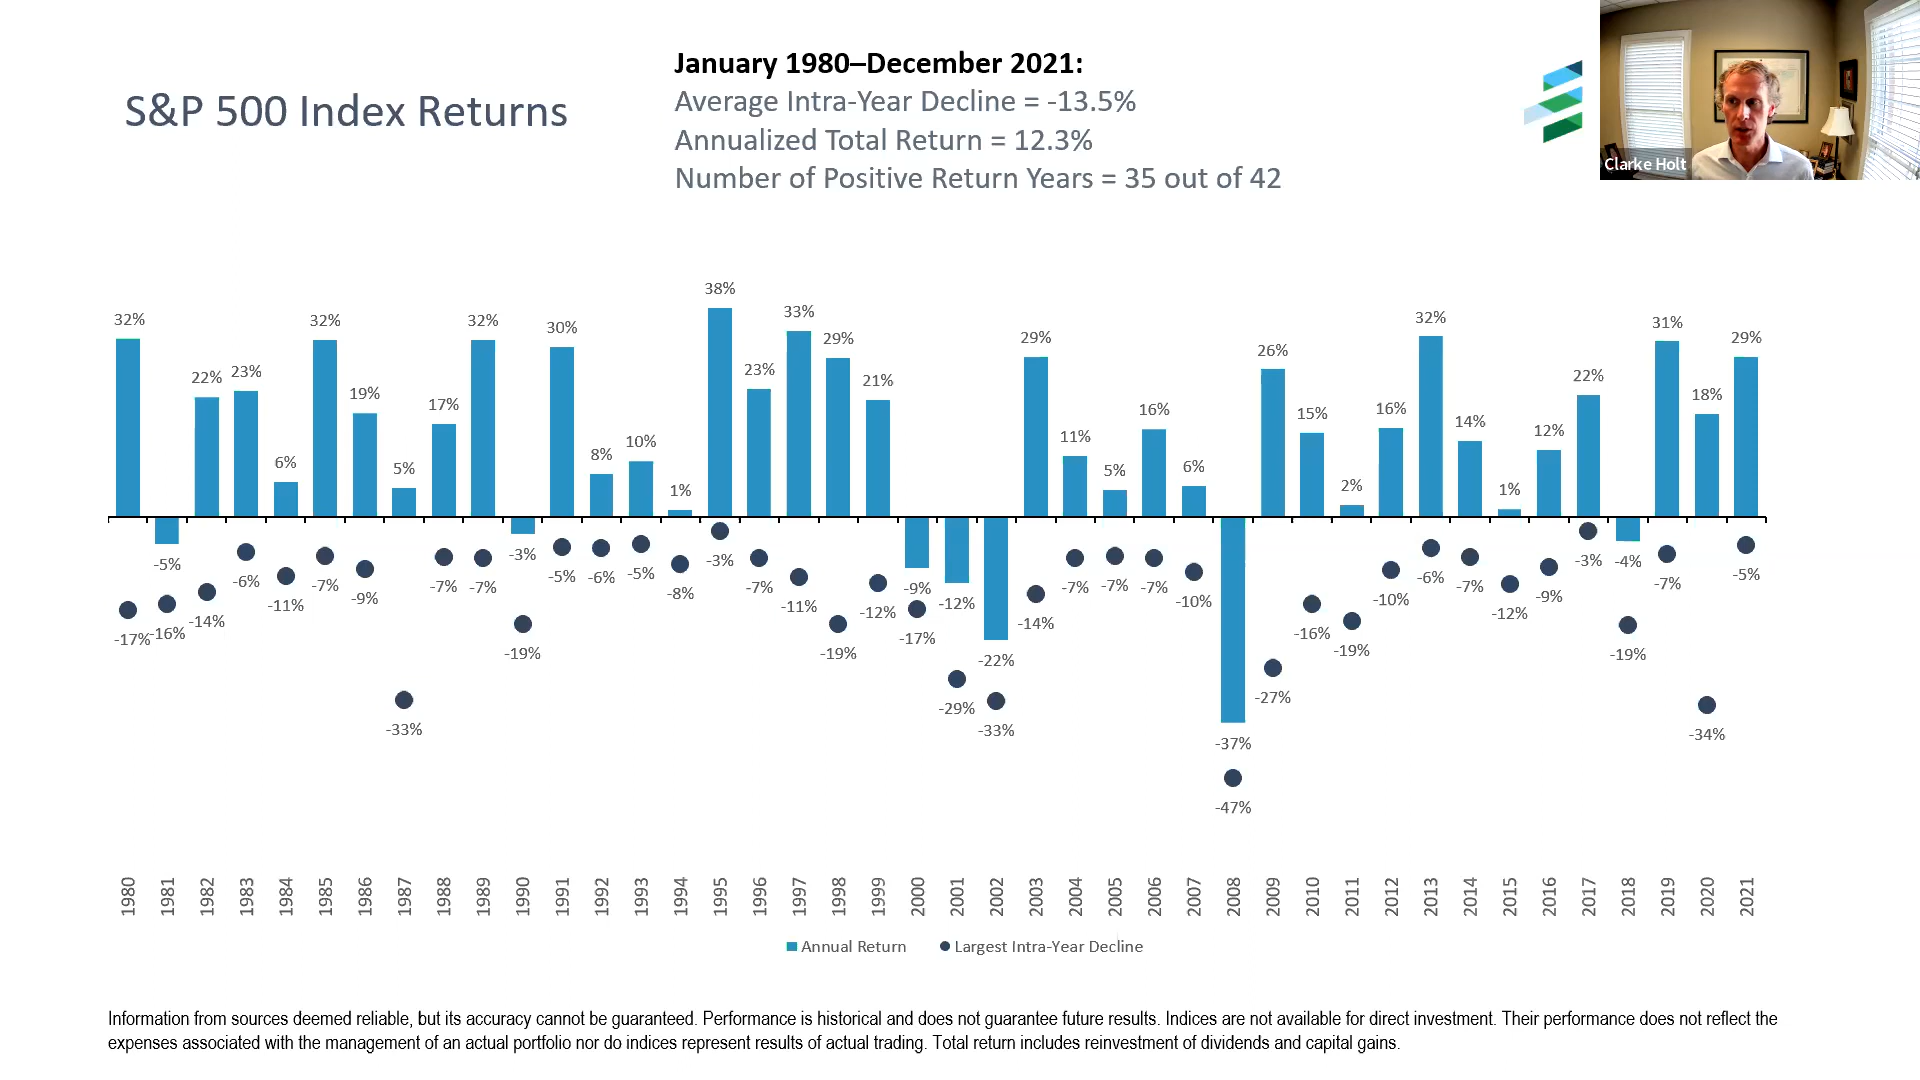 S&P 500 Index Returns
January 1980–December 2021:
Average Intra-Year Decline = -13.5%
Annualized Total Return = 12.3%
Number of Positive Return Years = 35 out of 42
Clarke Holt
32% -5% 22% 23% 6% 32% 19% 5% 17% 32% -3% 30% 8% 10% 1% 38% 23% 33% 29% 21% -9% -12% -22% 29% 11% 5% 16% 6% -37% 26% 15% 2% 16% 32% 14% 1% 12% 22% -4% 31% 18% 29%
-17% -16% -14% -6% -11% -7% -9% -33% -7% -7% -19% -5% -6% -5% -8% -3% -7% -11% -19% -12% -17% -29% -33% -14% -7% -7% -7% -10% -47% -27% -16% -19% -10% -6% -7% -12% -9% -3% -19% -7% -34% -5%
1980 1981 1982 1983 1984 1985 1986 1987 1988 1989 1990 1991 1992 1993 1994 1995 1996 1997 1998 1999 2000 2001 2002 2003 2004 2005 2006 2007 2008 2009 2010 2011 2012 2013 2014 2015 2016 2017 2018 2019 2020 2021
Annual Return Largest Intra-Year Decline
Information from sources deemed reliable, but its accuracy cannot be guaranteed. Performance is historical and does not guarantee future results. Indices are not available for direct investment. Their performance does not reflect the
expenses associated with the management of an actual portfolio nor do indices represent results of actual trading. Total return includes reinvestment of dividends and capital gains.